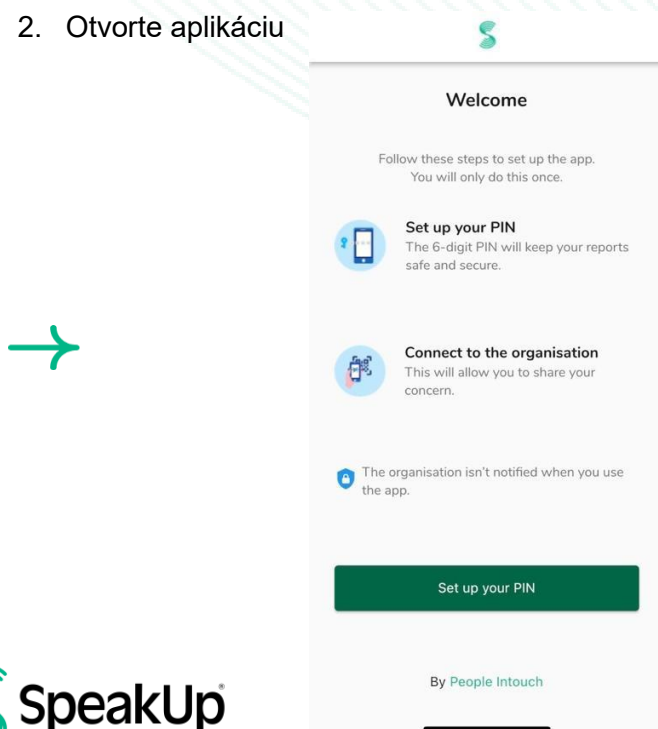 2. Otvorte aplikáciu
Welcome
Follow these steps to set up the app.
You will only do this once.
Set up your PIN
The 6-digit PIN will keep your reports
safe and secure.
Connect to the organisation
This will allow you to share your
concern.
The organisation isn't notified when you use
the app.
Set up your PIN
By People Intouch
SpeakUp®